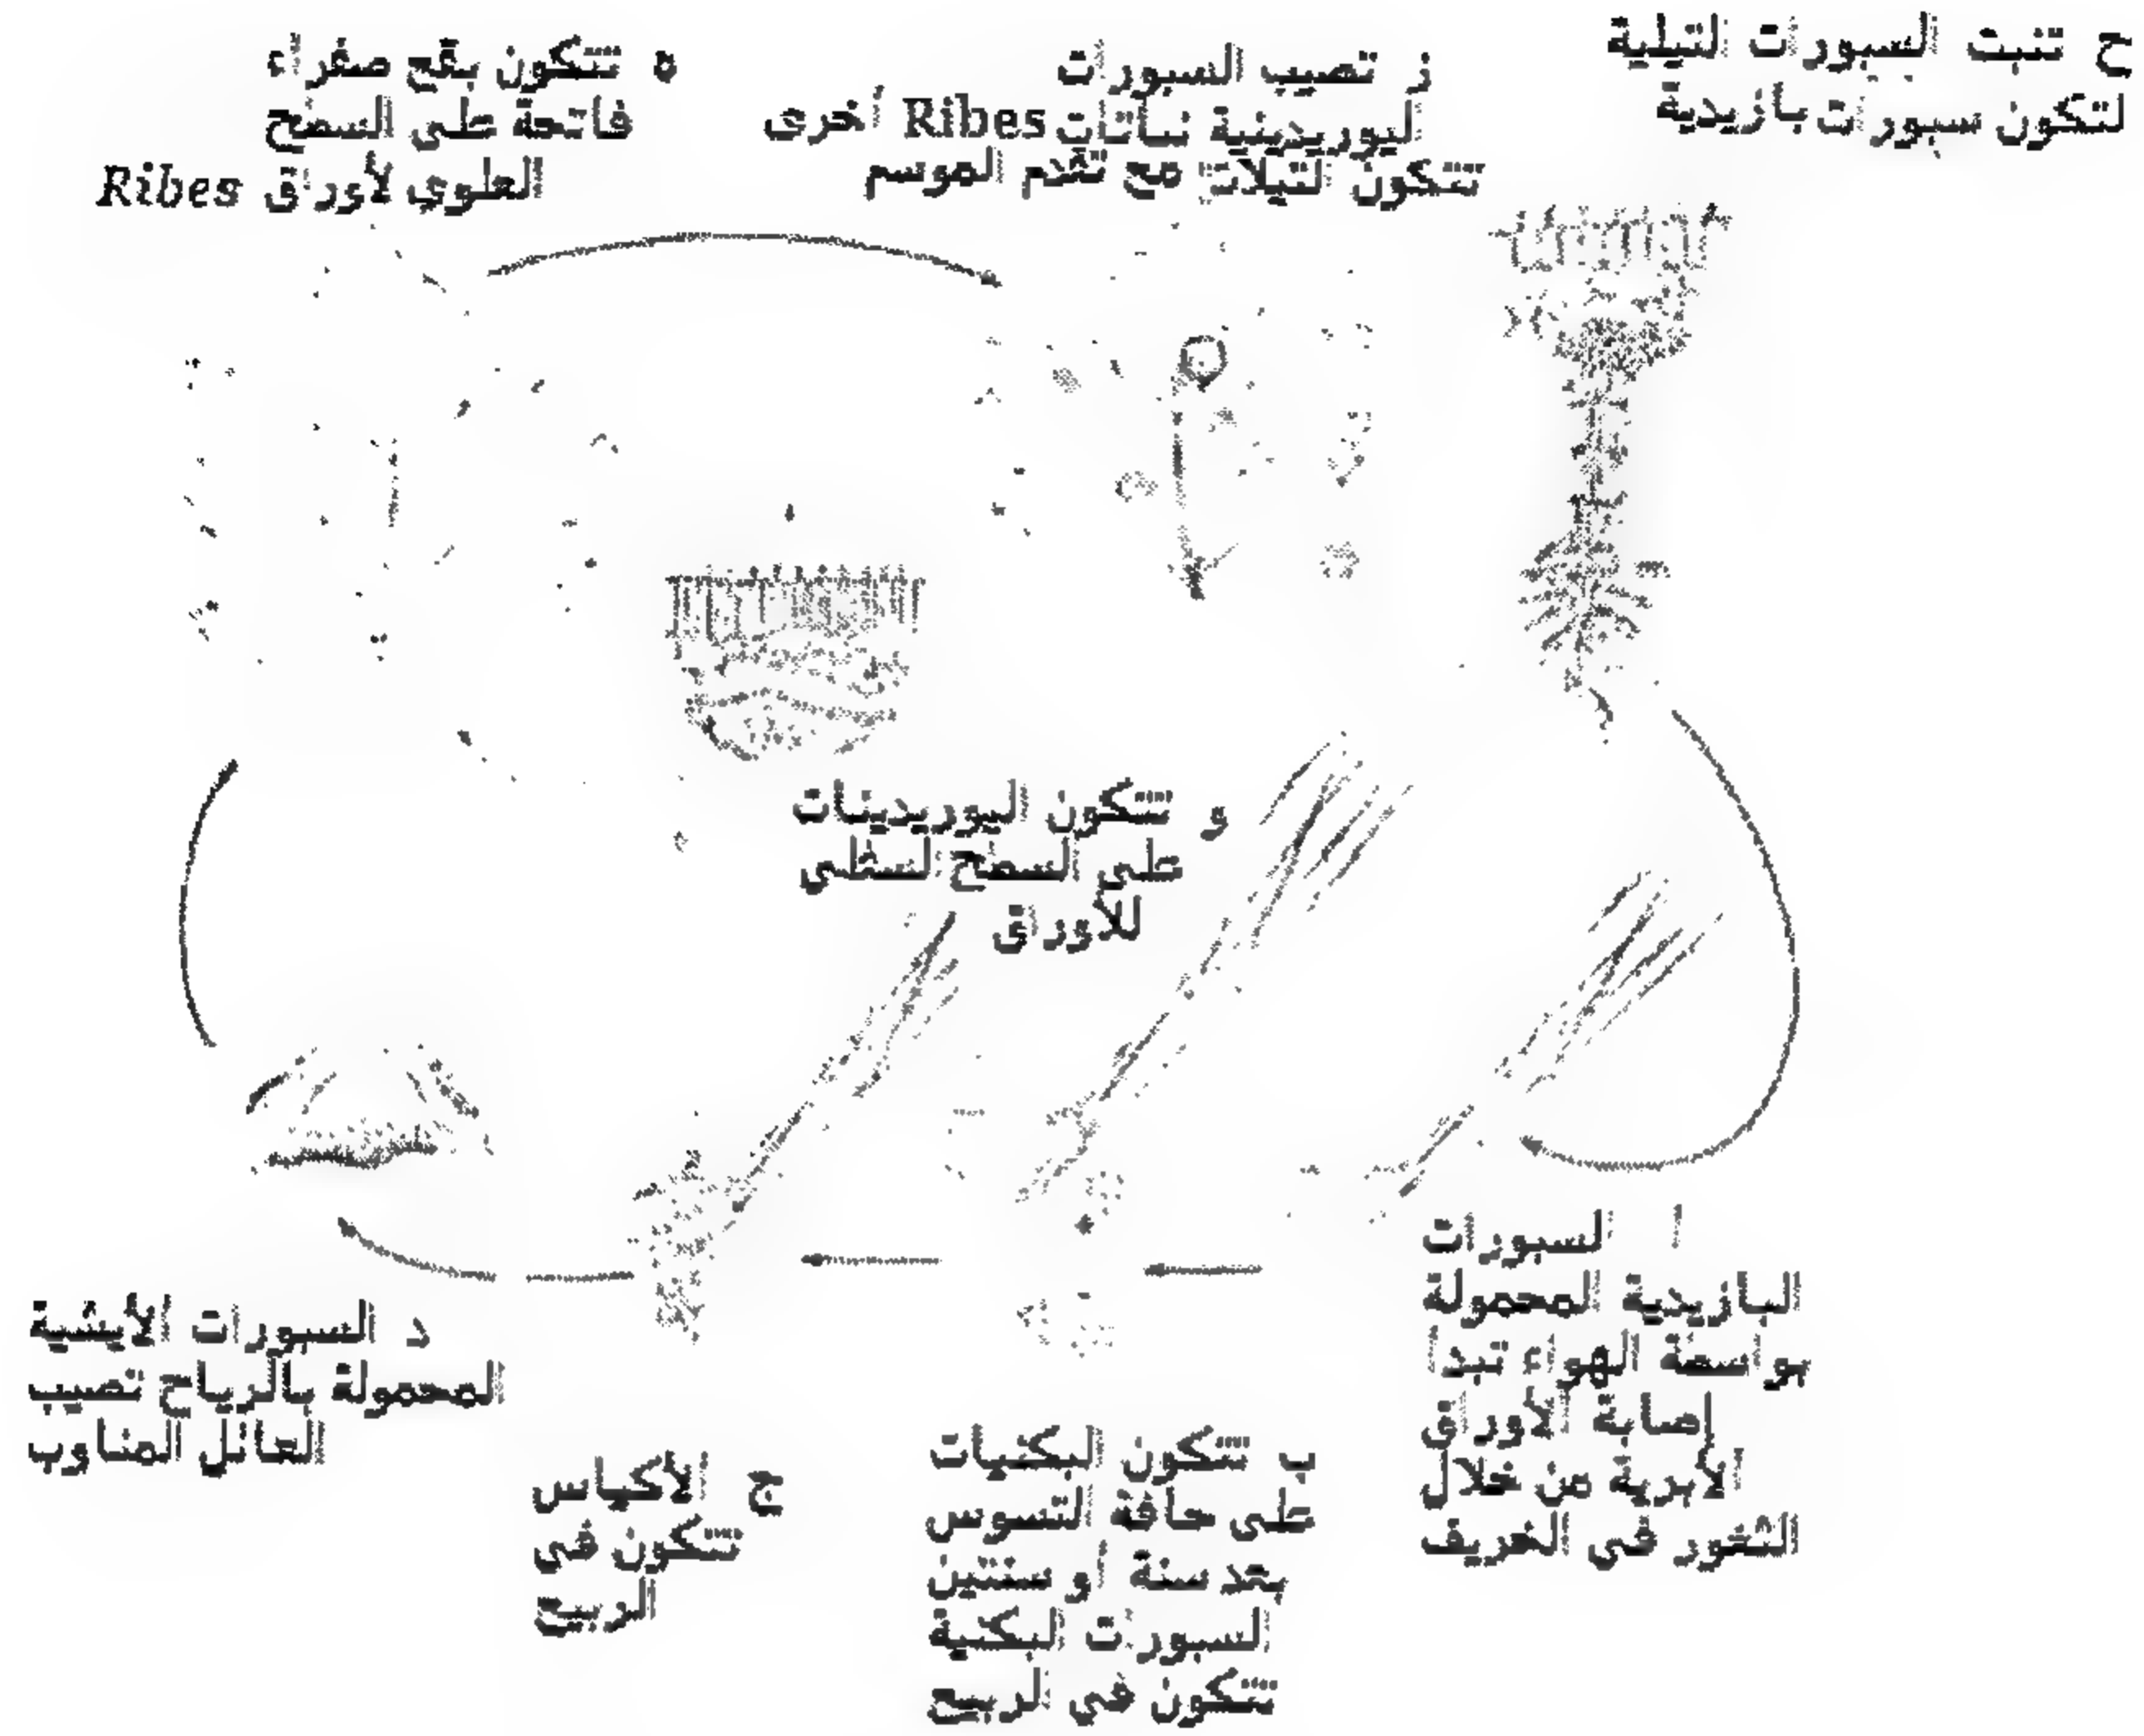 ح تنبت السبورات التيلية
لتكون سبورات بازيدية
ز تصيب السبورات
اليوريدينية نباتات Ribes أخرى
تتكون التيلات مع تقدم الموسم
ه تتكون بقع صفراء
فاتحة على السطح
العلوى لأوراق Ribes
و تتكون اليوريدينات
على السطح السفلى
للأوراق
ا السبورات
البازيدية المحمولة
بواسطة الهواء تبدأ
إصابة الأوراق
الأبرية من خلال
الثغور في الخريف
ب تتكون البكنيات
على حافة التسوس
بعد سنة أو سنتين
السبورات البكنية
تتكون في الربيع
ج الأكياس
تتكون في
الربيع
د السبورات الأيشية
المحمولة بالرياح تصيب
العائل المناوب